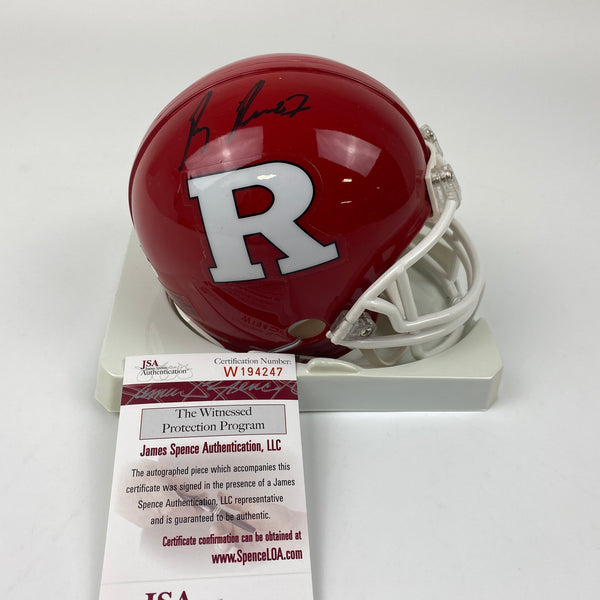 R
JSA
Authentication
Certification Number:
W194247
The Witnessed
Protection Program
James Spence Authentication, LLC
The autographed piece which accompanies this
certificate was signed in the presence of a James
Spence Authentication, LLC representative
and is guaranteed to be authentic.
Certificate confirmation can be obtained at
www.SpenceLOA.com
JSA